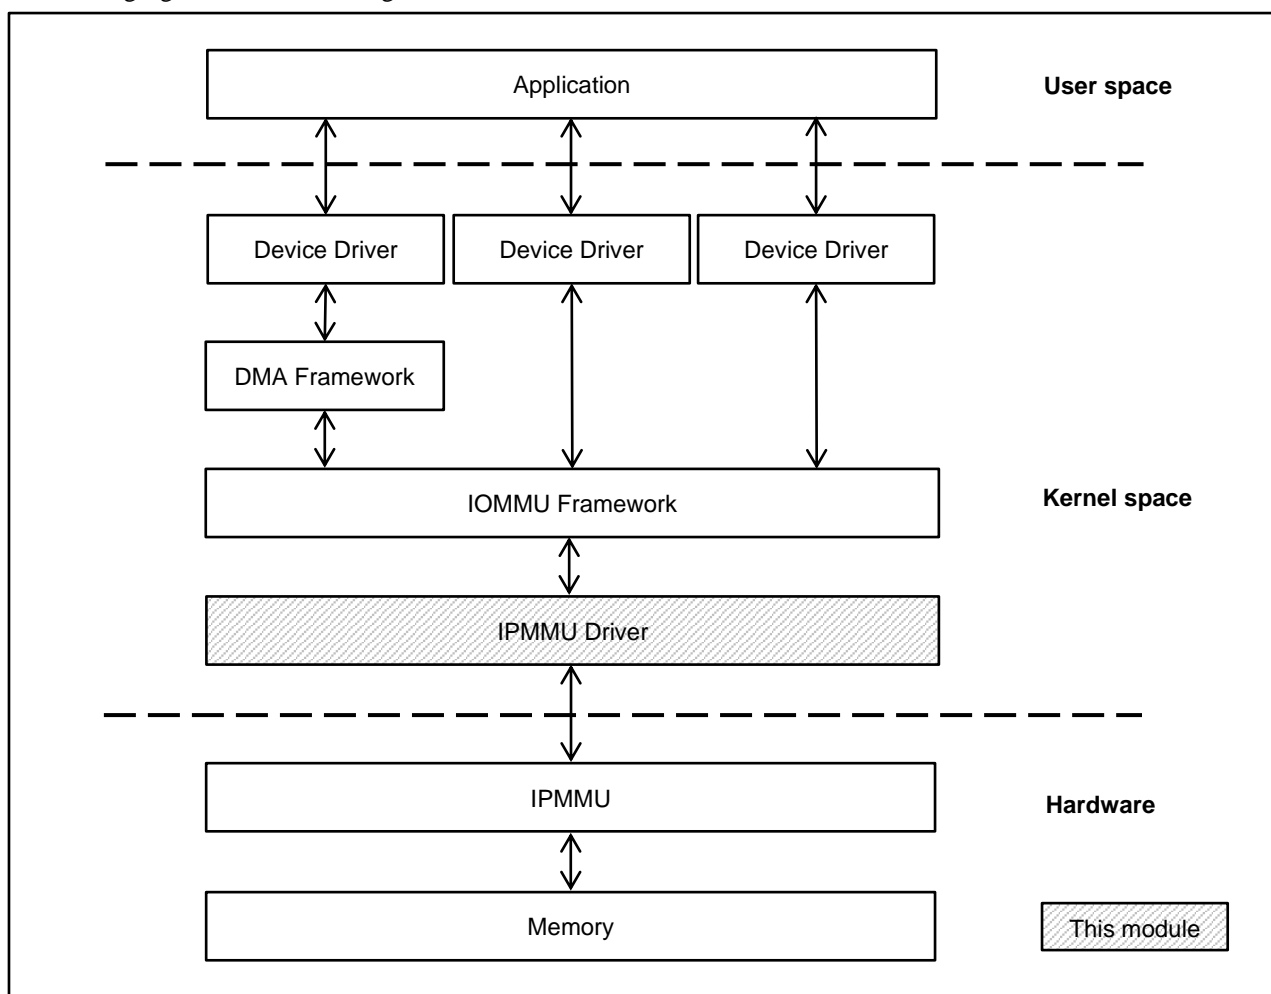 Application
User space
Device Driver
Device Driver
Device Driver
DMA Framework
IOMMU Framework
Kernel space
IPMMU Driver
IPMMU
Hardware
Memory
This module